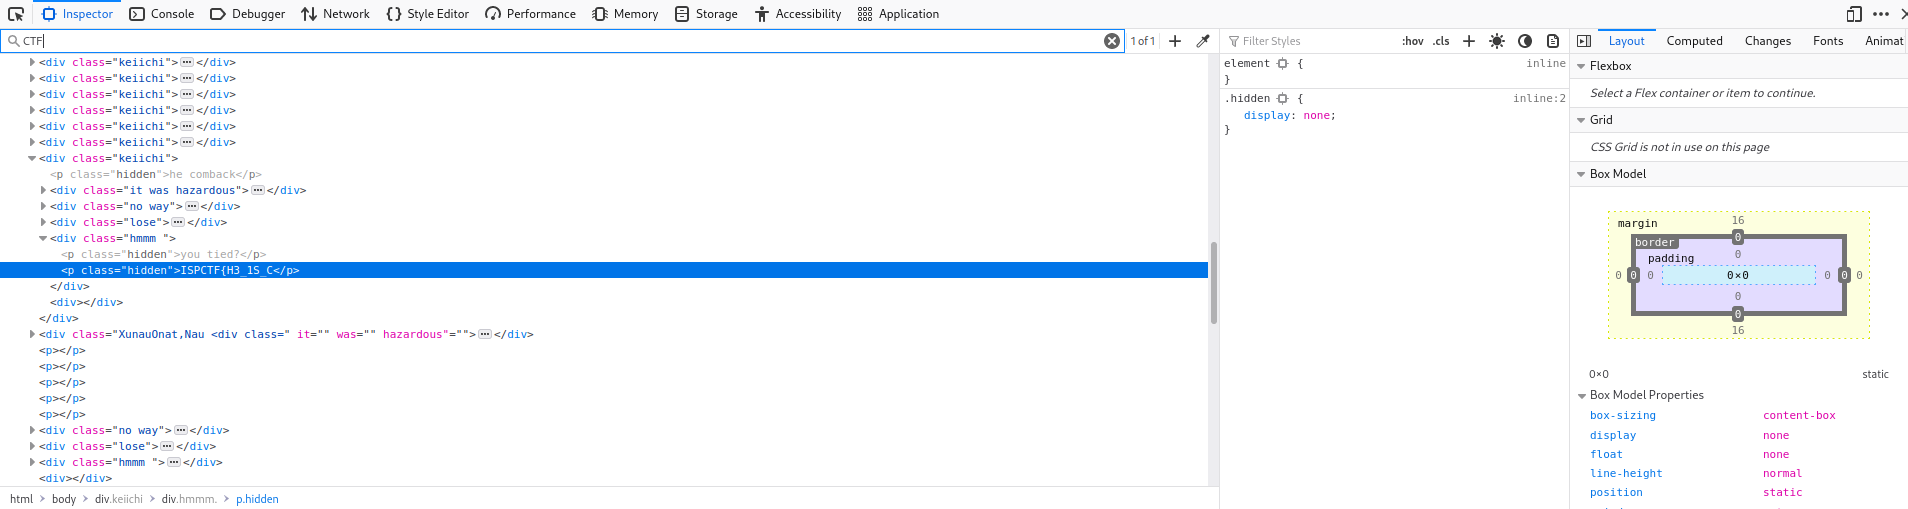 Inspector Console Debugger Network Style Editor Performance Memory Storage Accessibility Application
CTF 1 of 1 Filter Styles :hov .cls Layout Computed Changes Fonts Animat
<div class="keiichi"></div>
<div class="keiichi"></div>
<div class="keiichi"></div>
<div class="keiichi"></div>
<div class="keiichi"></div>
<div class="keiichi"></div>
<div class="keiichi">
<p class="hidden">he comback</p>
<div class="it was hazardous"></div>
<div class="no way"></div>
<div class="lose"></div>
<div class="hmmm ">
<p class="hidden">you tied?</p>
<p class="hidden">ISPCTF{H3_1S_C</p>
</div>
<div></div>
</div>
<div class="XunauOnat,Nau <div class=" it="" was="" hazardous"=""></div>
<p></p>
<p></p>
<p></p>
<p></p>
<p></p>
<div class="no way"></div>
<div class="lose"></div>
<div class="hmmm "></div>
<div></div>
html > body > div.keiichi > div.hmmm. > p.hidden
element { inline
}
.hidden { inline:2
display: none;
}
Flexbox
Select a Flex container or item to continue.
Grid
CSS Grid is not in use on this page
Box Model
margin 16
border 0
padding 0
0 0 0 0×0 0 0 0
0
0
16
0×0 static
Box Model Properties
box-sizing content-box
display none
float none
line-height normal
position static